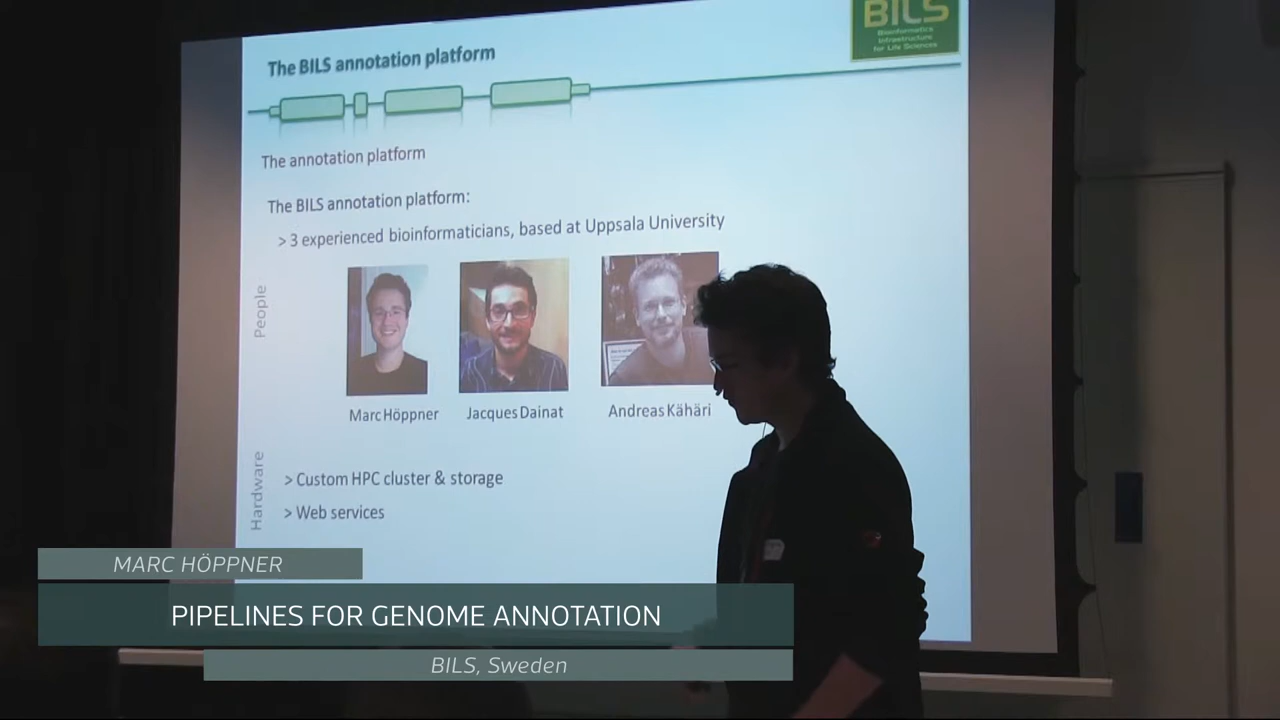 The BILS annotation platform
BILS
Bioinformatics
Infrastructure
for Life Sciences
The annotation platform
The BILS annotation platform:
> 3 experienced bioinformaticians, based at Uppsala University
People
Marc Höppner
Jacques Dainat
Andreas Kähäri
Hardware
> Custom HPC cluster & storage
> Web services
MARC HÖPPNER
PIPELINES FOR GENOME ANNOTATION
BILS, Sweden